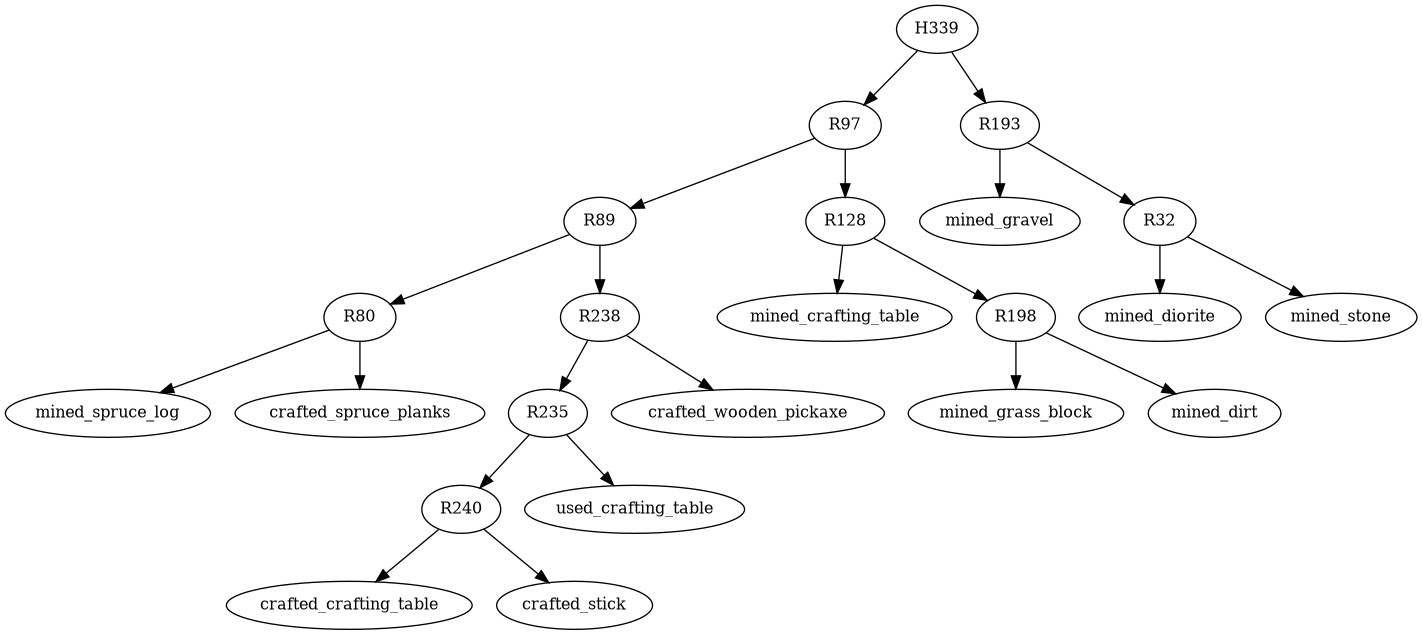 H339
R97
R193
R89
R128
mined_gravel
R32
R80
R238
mined_crafting_table
R198
mined_diorite
mined_stone
mined_spruce_log
crafted_spruce_planks
R235
crafted_wooden_pickaxe
mined_grass_block
mined_dirt
R240
used_crafting_table
crafted_crafting_table
crafted_stick